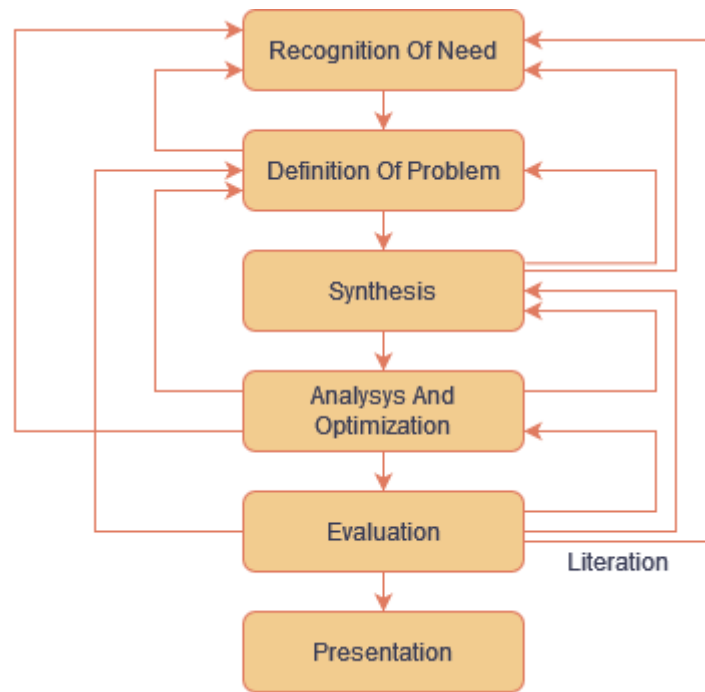 Recognition Of Need
Definition Of Problem
Synthesis
Analysys And
Optimization
Evaluation
Literation
Presentation